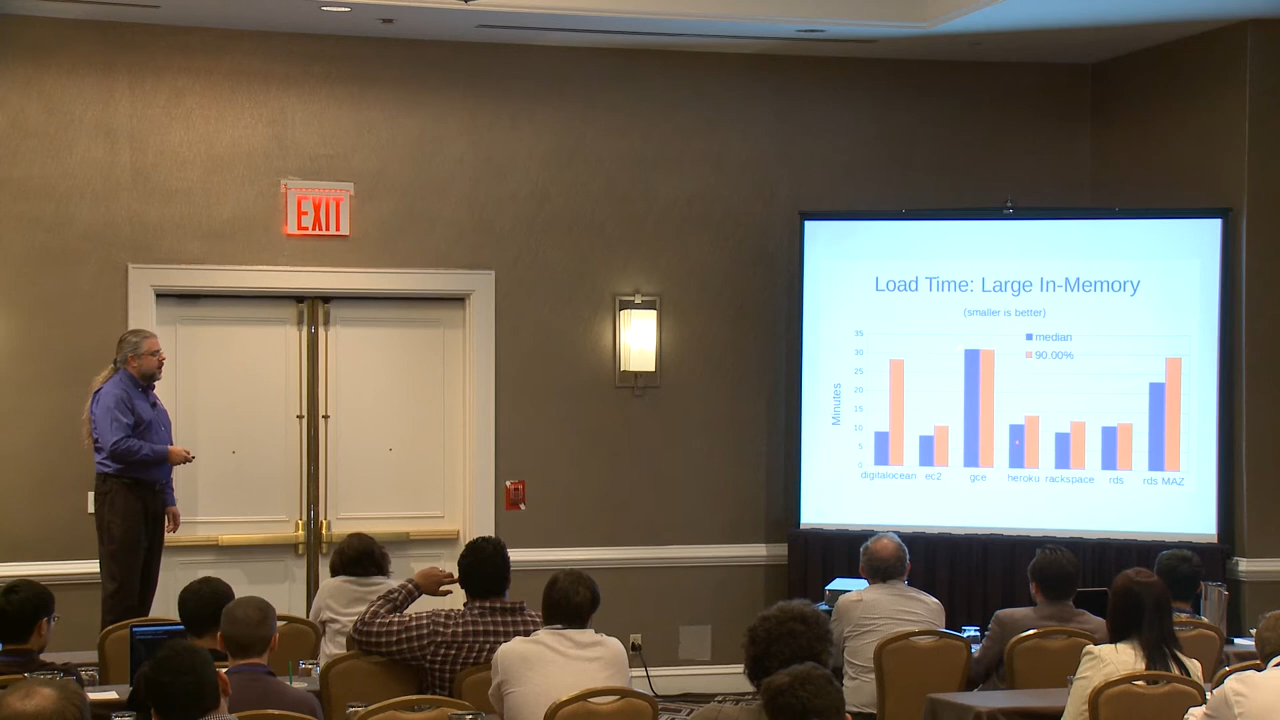 EXIT
Load Time: Large In-Memory
(smaller is better)
median
90.00%
Minutes
35
30
25
20
15
10
5
0
digitalocean ec2 gce heroku rackspace rds rds MAZ